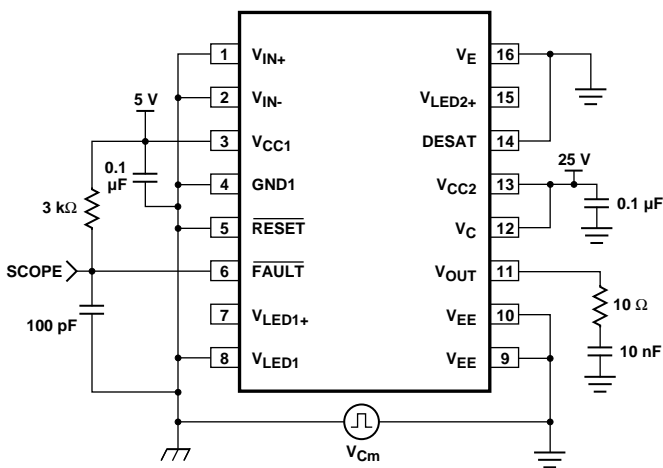 1 V_IN+
2 V_IN-
3 V_CC1
4 GND1
5 RESET
6 FAULT
7 V_LED1+
8 V_LED1
V_E 16
V_LED2+ 15
DESAT 14
V_CC2 13
V_C 12
V_OUT 11
V_EE 10
V_EE 9
5 V
0.1
µF
3 kΩ
SCOPE
100 pF
25 V
0.1 µF
10 Ω
10 nF
V_Cm